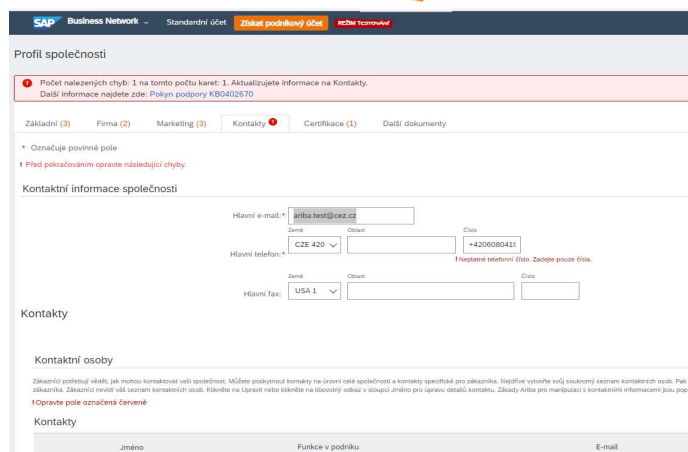 SAP Business Network Standardní účet Získat podnikový účet REŽIM TESTOVÁNÍ
Profil společnosti
Počet nalezených chyb: 1 na tomto počtu karet: 1. Aktualizujete informace na Kontakty.
Další informace najdete zde: Pokyn podpory KB0402670
Základní (3) Firma (2) Marketing (3) Kontakty Certifikace (1) Další dokumenty
* Označuje povinné pole
! Před pokračováním opravte následující chyby.
Kontaktní informace společnosti
Hlavní e-mail:* ariba.test@cez.cz
Země Oblast Číslo
Hlavní telefon:* CZE 420 +4206080419
! Neplatné telefonní číslo. Zadejte pouze čísla.
Země Oblast Číslo
Hlavní fax: USA 1
Kontakty
Kontaktní osoby
Zákazníci potřebují vědět, jak mohou kontaktovat vaši společnost. Můžete poskytnout kontakty na úrovni celé společnosti a kontakty specifické pro zákazníka. Nejdříve vytvořte svůj soukromý seznam kontaktních osob. Pak
zákazníka. Zákazníci nevidí váš seznam kontaktních osob. Klikněte na Upravit nebo klikněte na libovolný odkaz v sloupci Jméno pro úpravu detailů kontaktu. Zásady Ariba pro manipulaci s kontaktními informacemi jsou pop
! Opravte pole označená červeně
Kontakty
Jméno Funkce v podniku E-mail